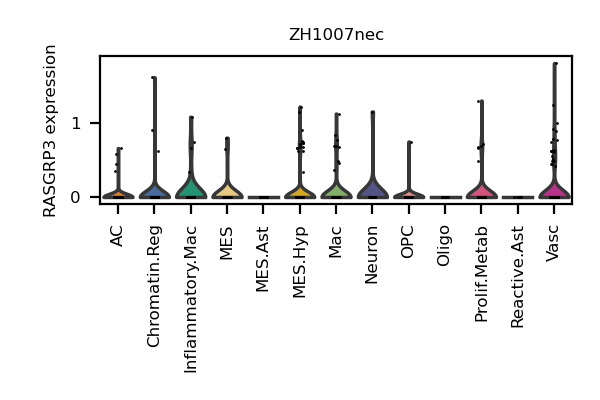 ZH1007nec
RASGRP3 expression
1
0
AC
Chromatin.Reg
Inflammatory.Mac
MES
MES.Ast
MES.Hyp
Mac
Neuron
OPC
Oligo
Prolif.Metab
Reactive.Ast
Vasc